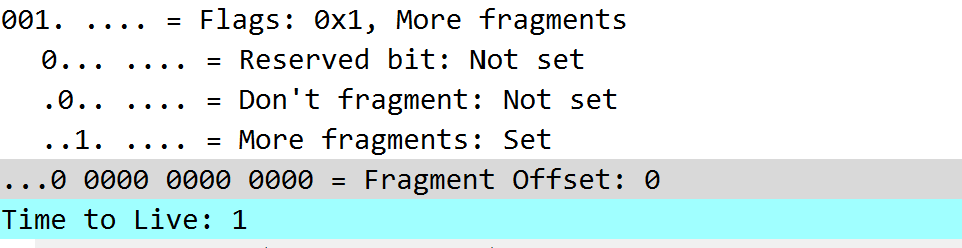 001. .... = Flags: 0x1, More fragments
0... .... = Reserved bit: Not set
.0.. .... = Don't fragment: Not set
..1. .... = More fragments: Set
...0 0000 0000 0000 = Fragment Offset: 0
Time to Live: 1